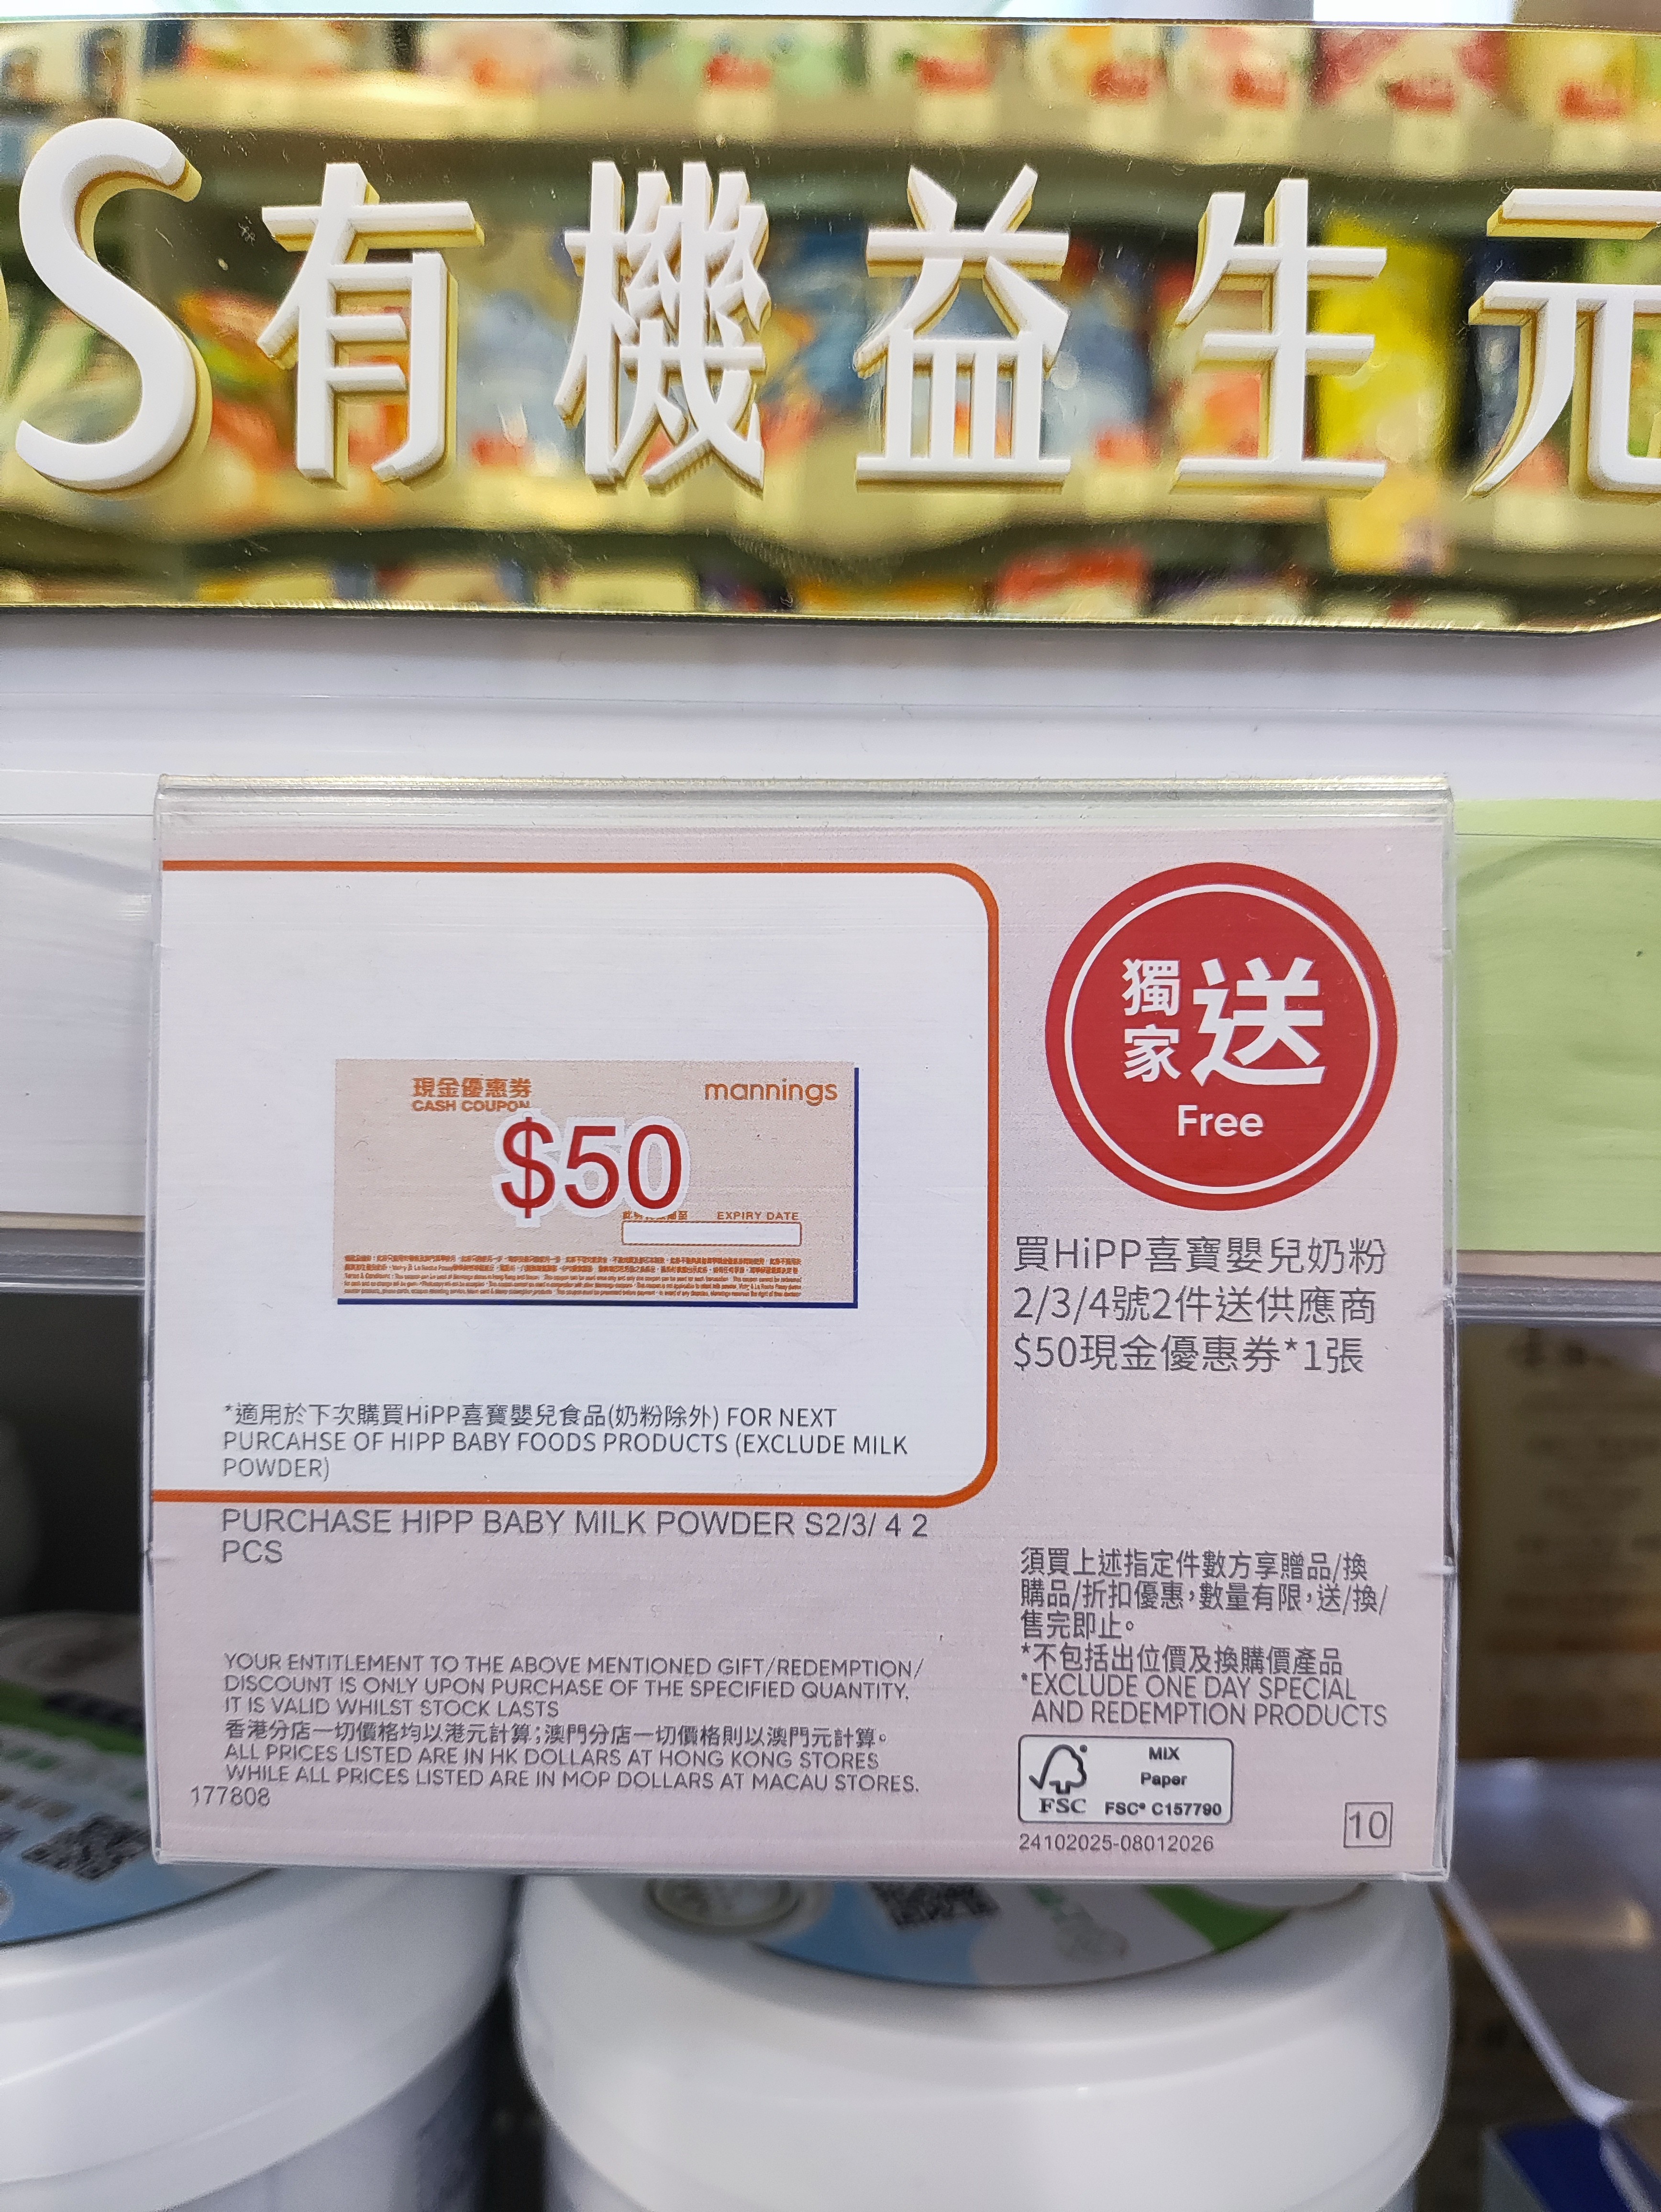 S有機益生元
獨家送
Free
現金優惠券
CASH COUPON
mannings
$50
EXPIRY DATE
買HiPP喜寶嬰兒奶粉
2/3/4號2件送供應商
$50現金優惠券*1張
*適用於下次購買HiPP喜寶嬰兒食品(奶粉除外) FOR NEXT
PURCAHSE OF HIPP BABY FOODS PRODUCTS (EXCLUDE MILK
POWDER)
PURCHASE HIPP BABY MILK POWDER S2/3/ 4 2
PCS
須買上述指定件數方享贈品/換
購品/折扣優惠，數量有限，送/換/
售完即止。
*不包括出位價及換購價產品
*EXCLUDE ONE DAY SPECIAL
AND REDEMPTION PRODUCTS
YOUR ENTITLEMENT TO THE ABOVE MENTIONED GIFT/REDEMPTION/
DISCOUNT IS ONLY UPON PURCHASE OF THE SPECIFIED QUANTITY.
IT IS VALID WHILST STOCK LASTS
香港分店一切價格均以港元計算；澳門分店一切價格則以澳門元計算。
ALL PRICES LISTED ARE IN HK DOLLARS AT HONG KONG STORES
WHILE ALL PRICES LISTED ARE IN MOP DOLLARS AT MACAU STORES.
177808
MIX
Paper
FSC
FSC® C157790
24102025-08012026
10